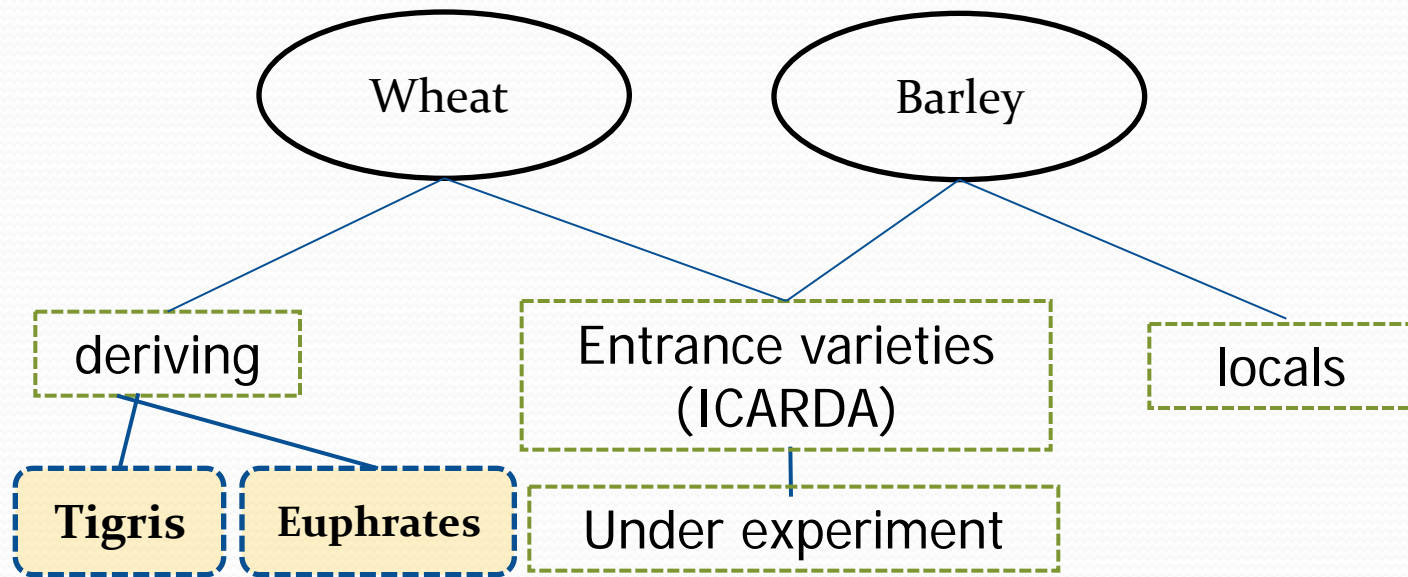 Wheat
Barley
deriving
Entrance varieties
(ICARDA)
locals
Tigris
Euphrates
Under experiment